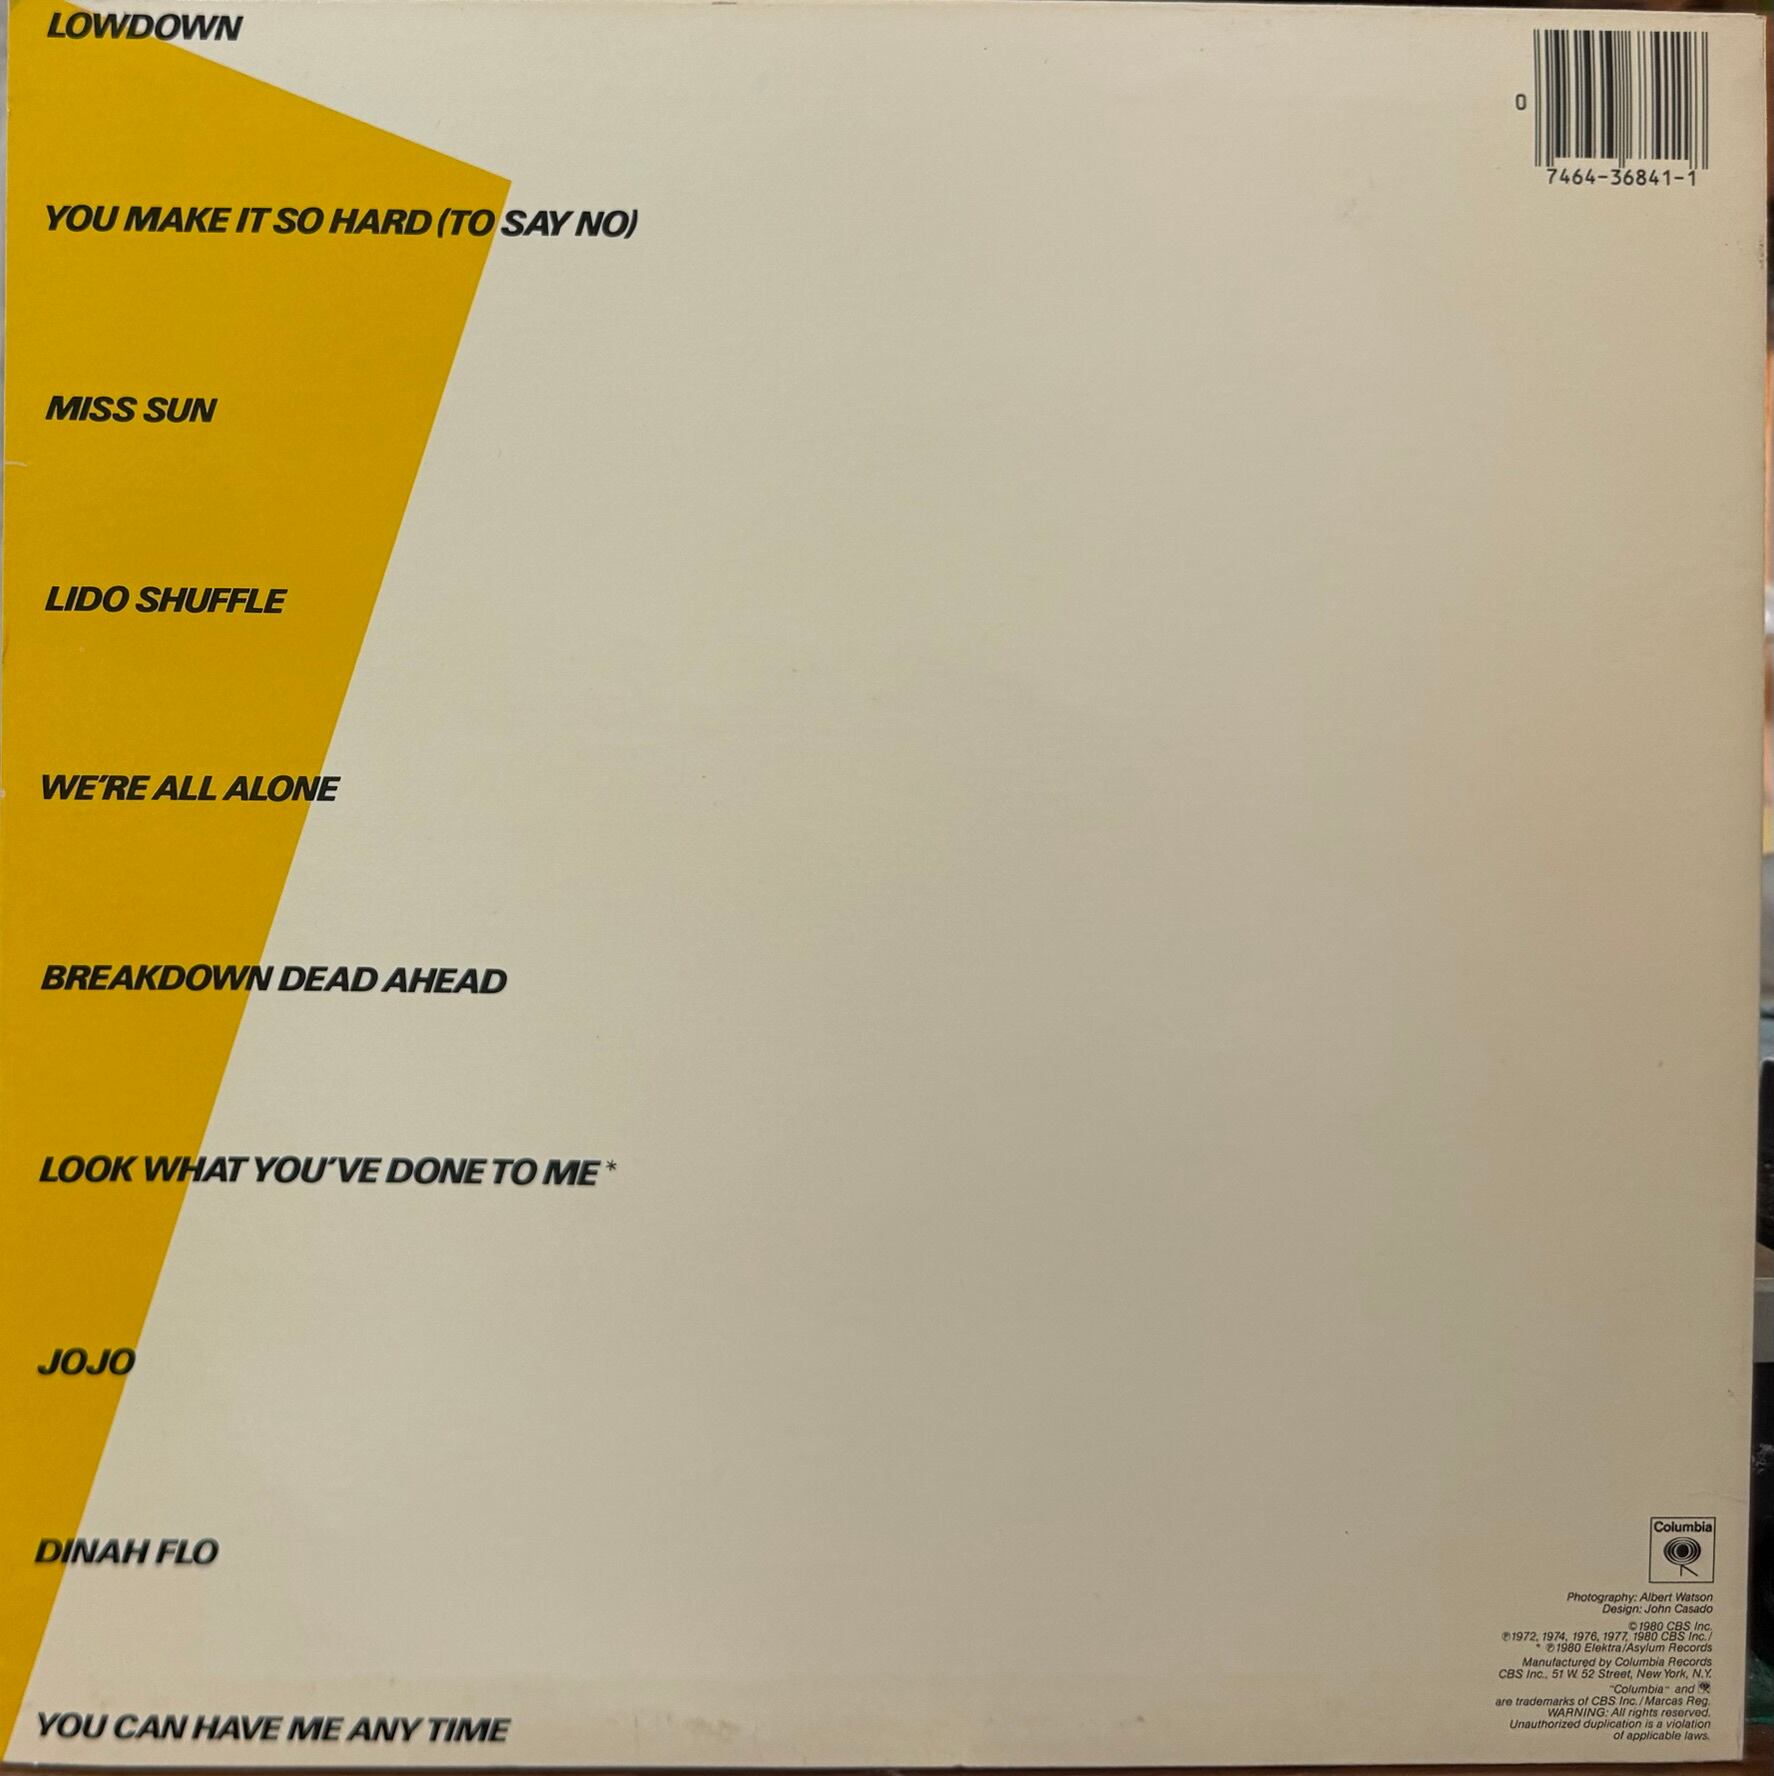 LOWDOWN
0
7464-36841-1
YOU MAKE IT SO HARD (TO SAY NO)
MISS SUN
LIDO SHUFFLE
WE'RE ALL ALONE
BREAKDOWN DEAD AHEAD
LOOK WHAT YOU'VE DONE TO ME*
JOJO
DINAH FLO
YOU CAN HAVE ME ANY TIME
Columbia
Photography: Albert Watson
Design: John Casado
© 1980 CBS Inc.
℗ 1972, 1974, 1976, 1977, 1980 CBS Inc./
* ℗ 1980 Elektra/Asylum Records
Manufactured by Columbia Records
CBS Inc., 51 W. 52 Street, New York, N.Y.
"Columbia" and
are trademarks of CBS Inc./Marcas Reg.
WARNING: All rights reserved.
Unauthorized duplication is a violation
of applicable laws.